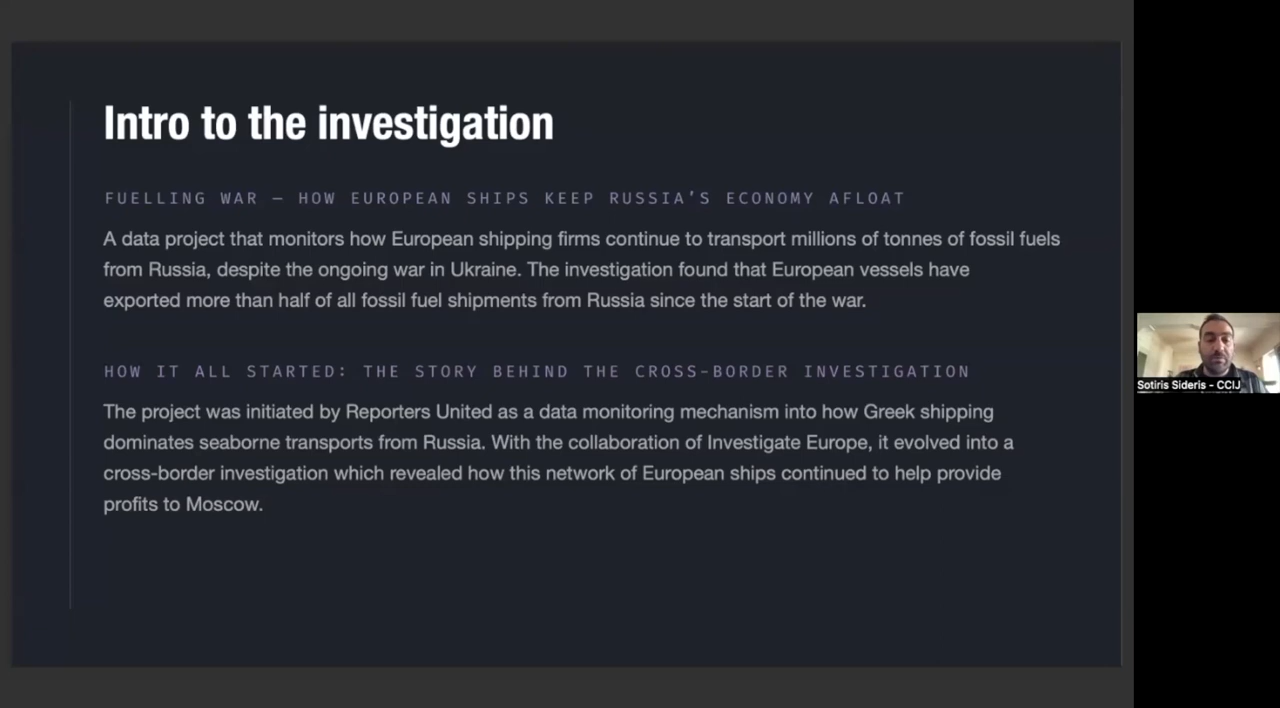 Intro to the investigation
FUELLING WAR – HOW EUROPEAN SHIPS KEEP RUSSIA'S ECONOMY AFLOAT
A data project that monitors how European shipping firms continue to transport millions of tonnes of fossil fuels
from Russia, despite the ongoing war in Ukraine. The investigation found that European vessels have
exported more than half of all fossil fuel shipments from Russia since the start of the war.
HOW IT ALL STARTED: THE STORY BEHIND THE CROSS-BORDER INVESTIGATION
The project was initiated by Reporters United as a data monitoring mechanism into how Greek shipping
dominates seaborne transports from Russia. With the collaboration of Investigate Europe, it evolved into a
cross-border investigation which revealed how this network of European ships continued to help provide
profits to Moscow.
Sotiris Sideris - CCIJ